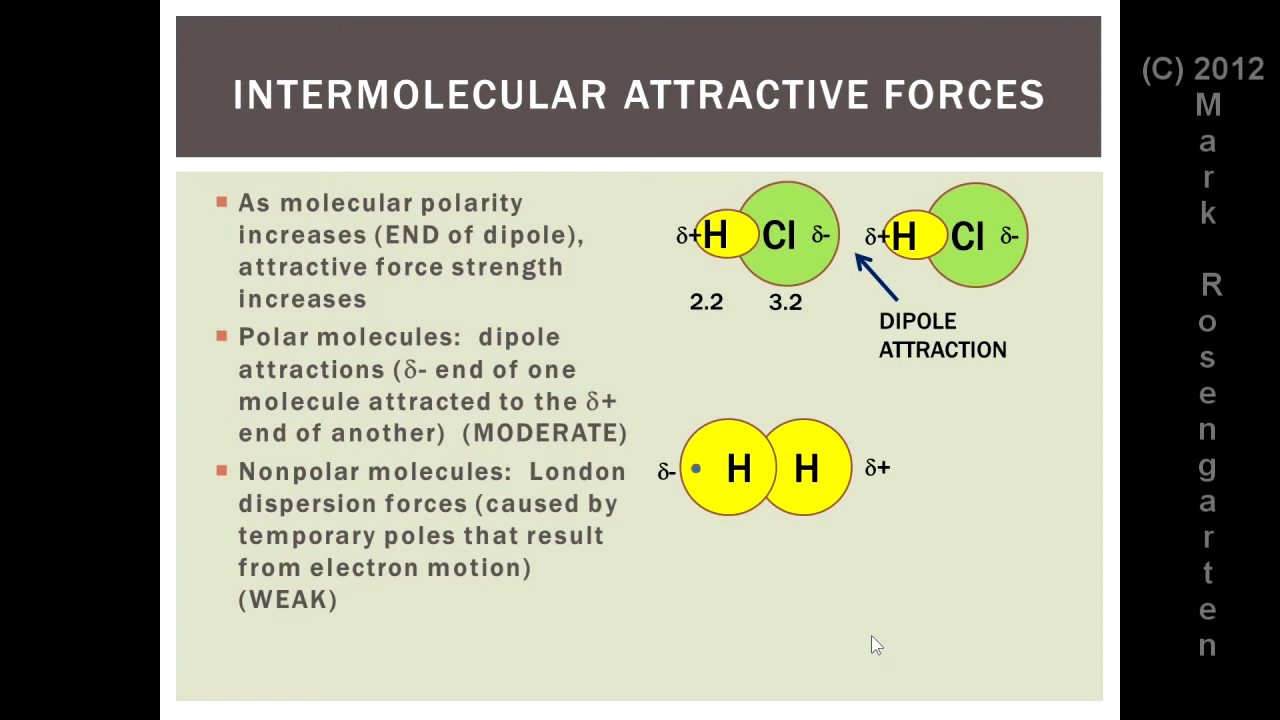 INTERMOLECULAR ATTRACTIVE FORCES
As molecular polarity
increases (END of dipole),
attractive force strength
increases
Polar molecules: dipole
attractions (δ- end of one
molecule attracted to the δ+
end of another) (MODERATE)
Nonpolar molecules: London
dispersion forces (caused by
temporary poles that result
from electron motion)
(WEAK)
δ+ H Cl δ- δ+ H Cl δ-
2.2 3.2
DIPOLE
ATTRACTION
δ- H H δ+
(C) 2012
Mark Rosengarten